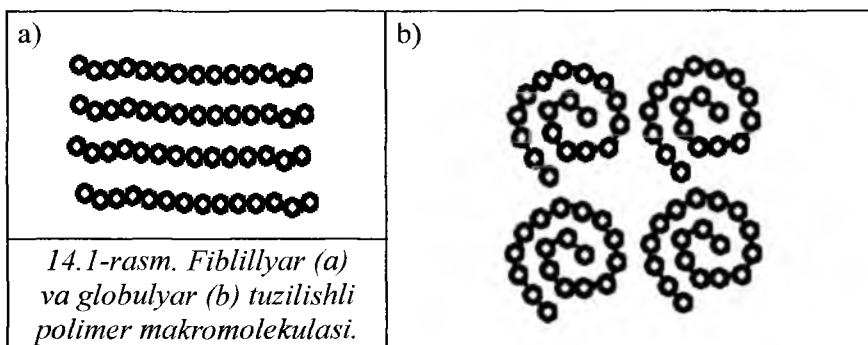 a)
b)
14.1-rasm. Fiblillyar (a)
va globulyar (b) tuzilishli
polimer makromolekulasi.